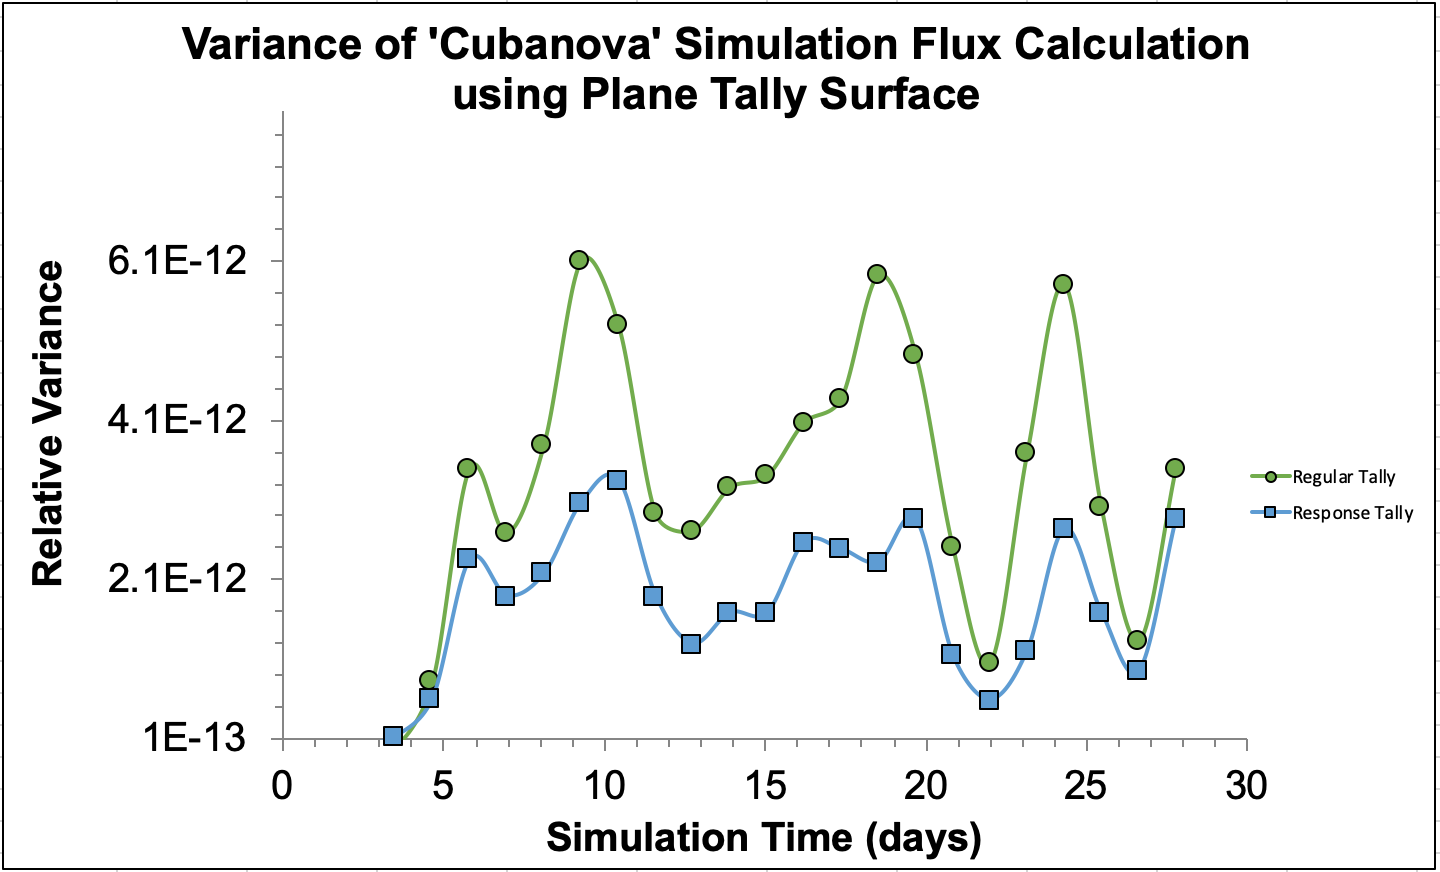 Variance of 'Cubanova' Simulation Flux Calculation
using Plane Tally Surface
Relative Variance
6.1E-12
4.1E-12
2.1E-12
1E-13
0 5 10 15 20 25 30
Simulation Time (days)
Regular Tally
Response Tally